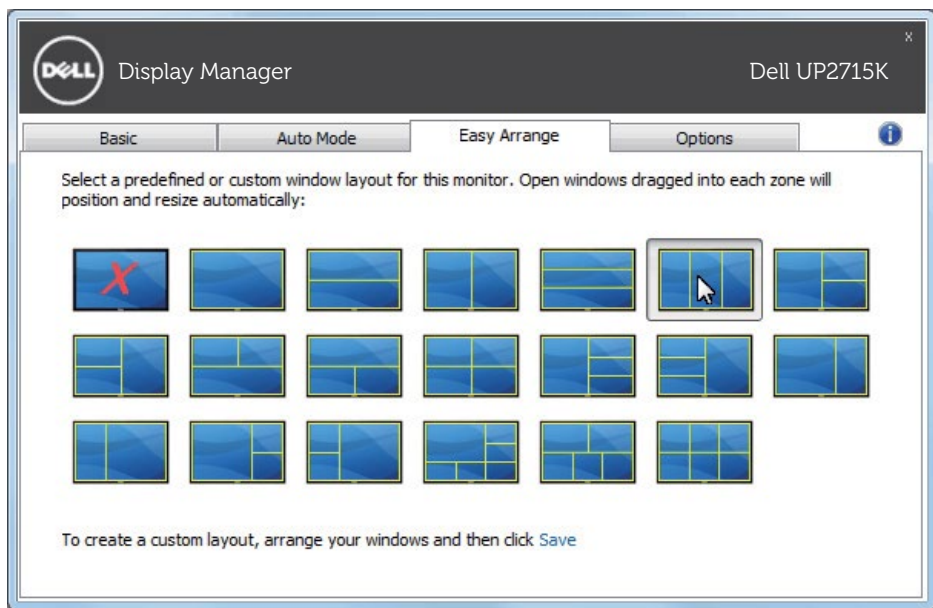 x
DELL Display Manager Dell UP2715K
Basic Auto Mode Easy Arrange Options i
Select a predefined or custom window layout for this monitor. Open windows dragged into each zone will
position and resize automatically:
X
To create a custom layout, arrange your windows and then click Save